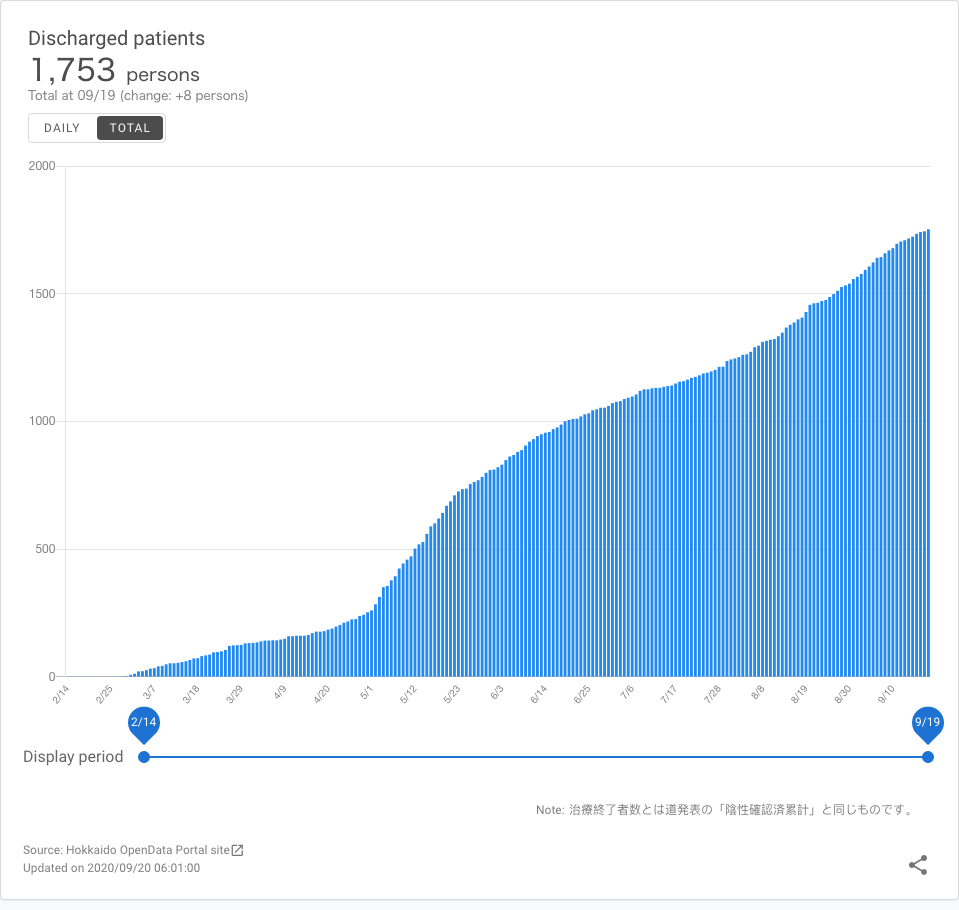 Discharged patients
1,753 persons
Total at 09/19 (change: +8 persons)
DAILY TOTAL
2000
1500
1000
500
0
2/14 2/25 3/7 3/18 3/29 4/9 4/20 5/1 5/12 5/23 6/3 6/14 6/25 7/6 7/17 7/28 8/8 8/19 8/30 9/10
2/14 9/19
Display period
Note: 治療終了者数とは道発表の「陰性確認済累計」と同じものです。
Source: Hokkaido OpenData Portal site
Updated on 2020/09/20 06:01:00